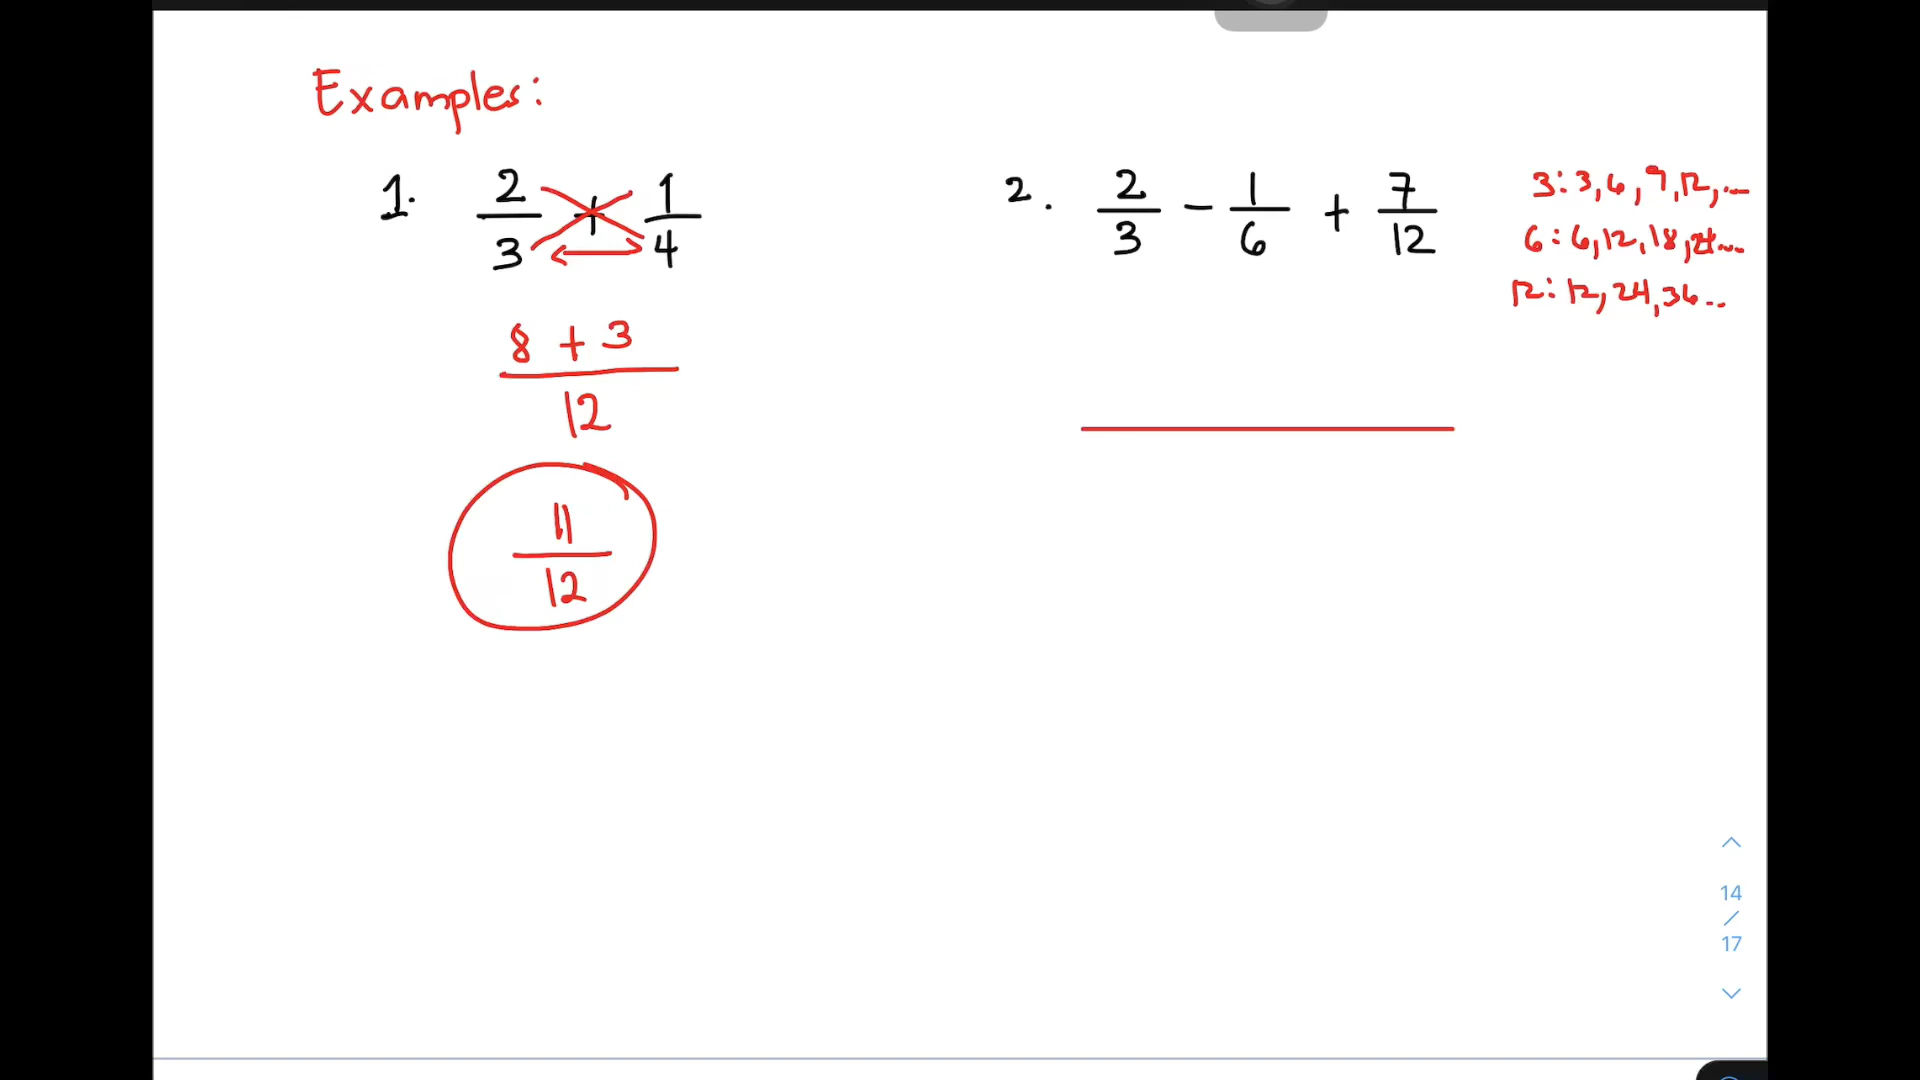 Examples:
1. 2/3 + 1/4
8 + 3
12
11
12
2. 2/3 - 1/6 + 7/12
3: 3, 6, 9, 12, ...
6: 6, 12, 18, 24 ...
12: 12, 24, 36 ...
14
/
17